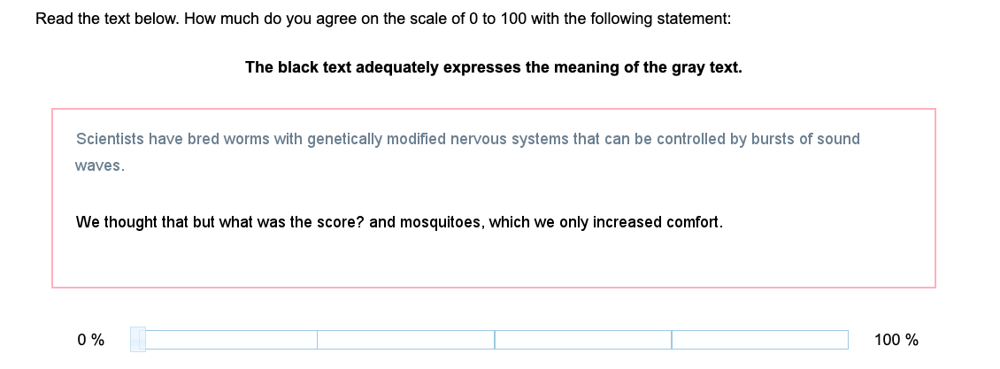 Read the text below. How much do you agree on the scale of 0 to 100 with the following statement:
The black text adequately expresses the meaning of the gray text.
Scientists have bred worms with genetically modified nervous systems that can be controlled by bursts of sound
waves.
We thought that but what was the score? and mosquitoes, which we only increased comfort.
0 % 100 %